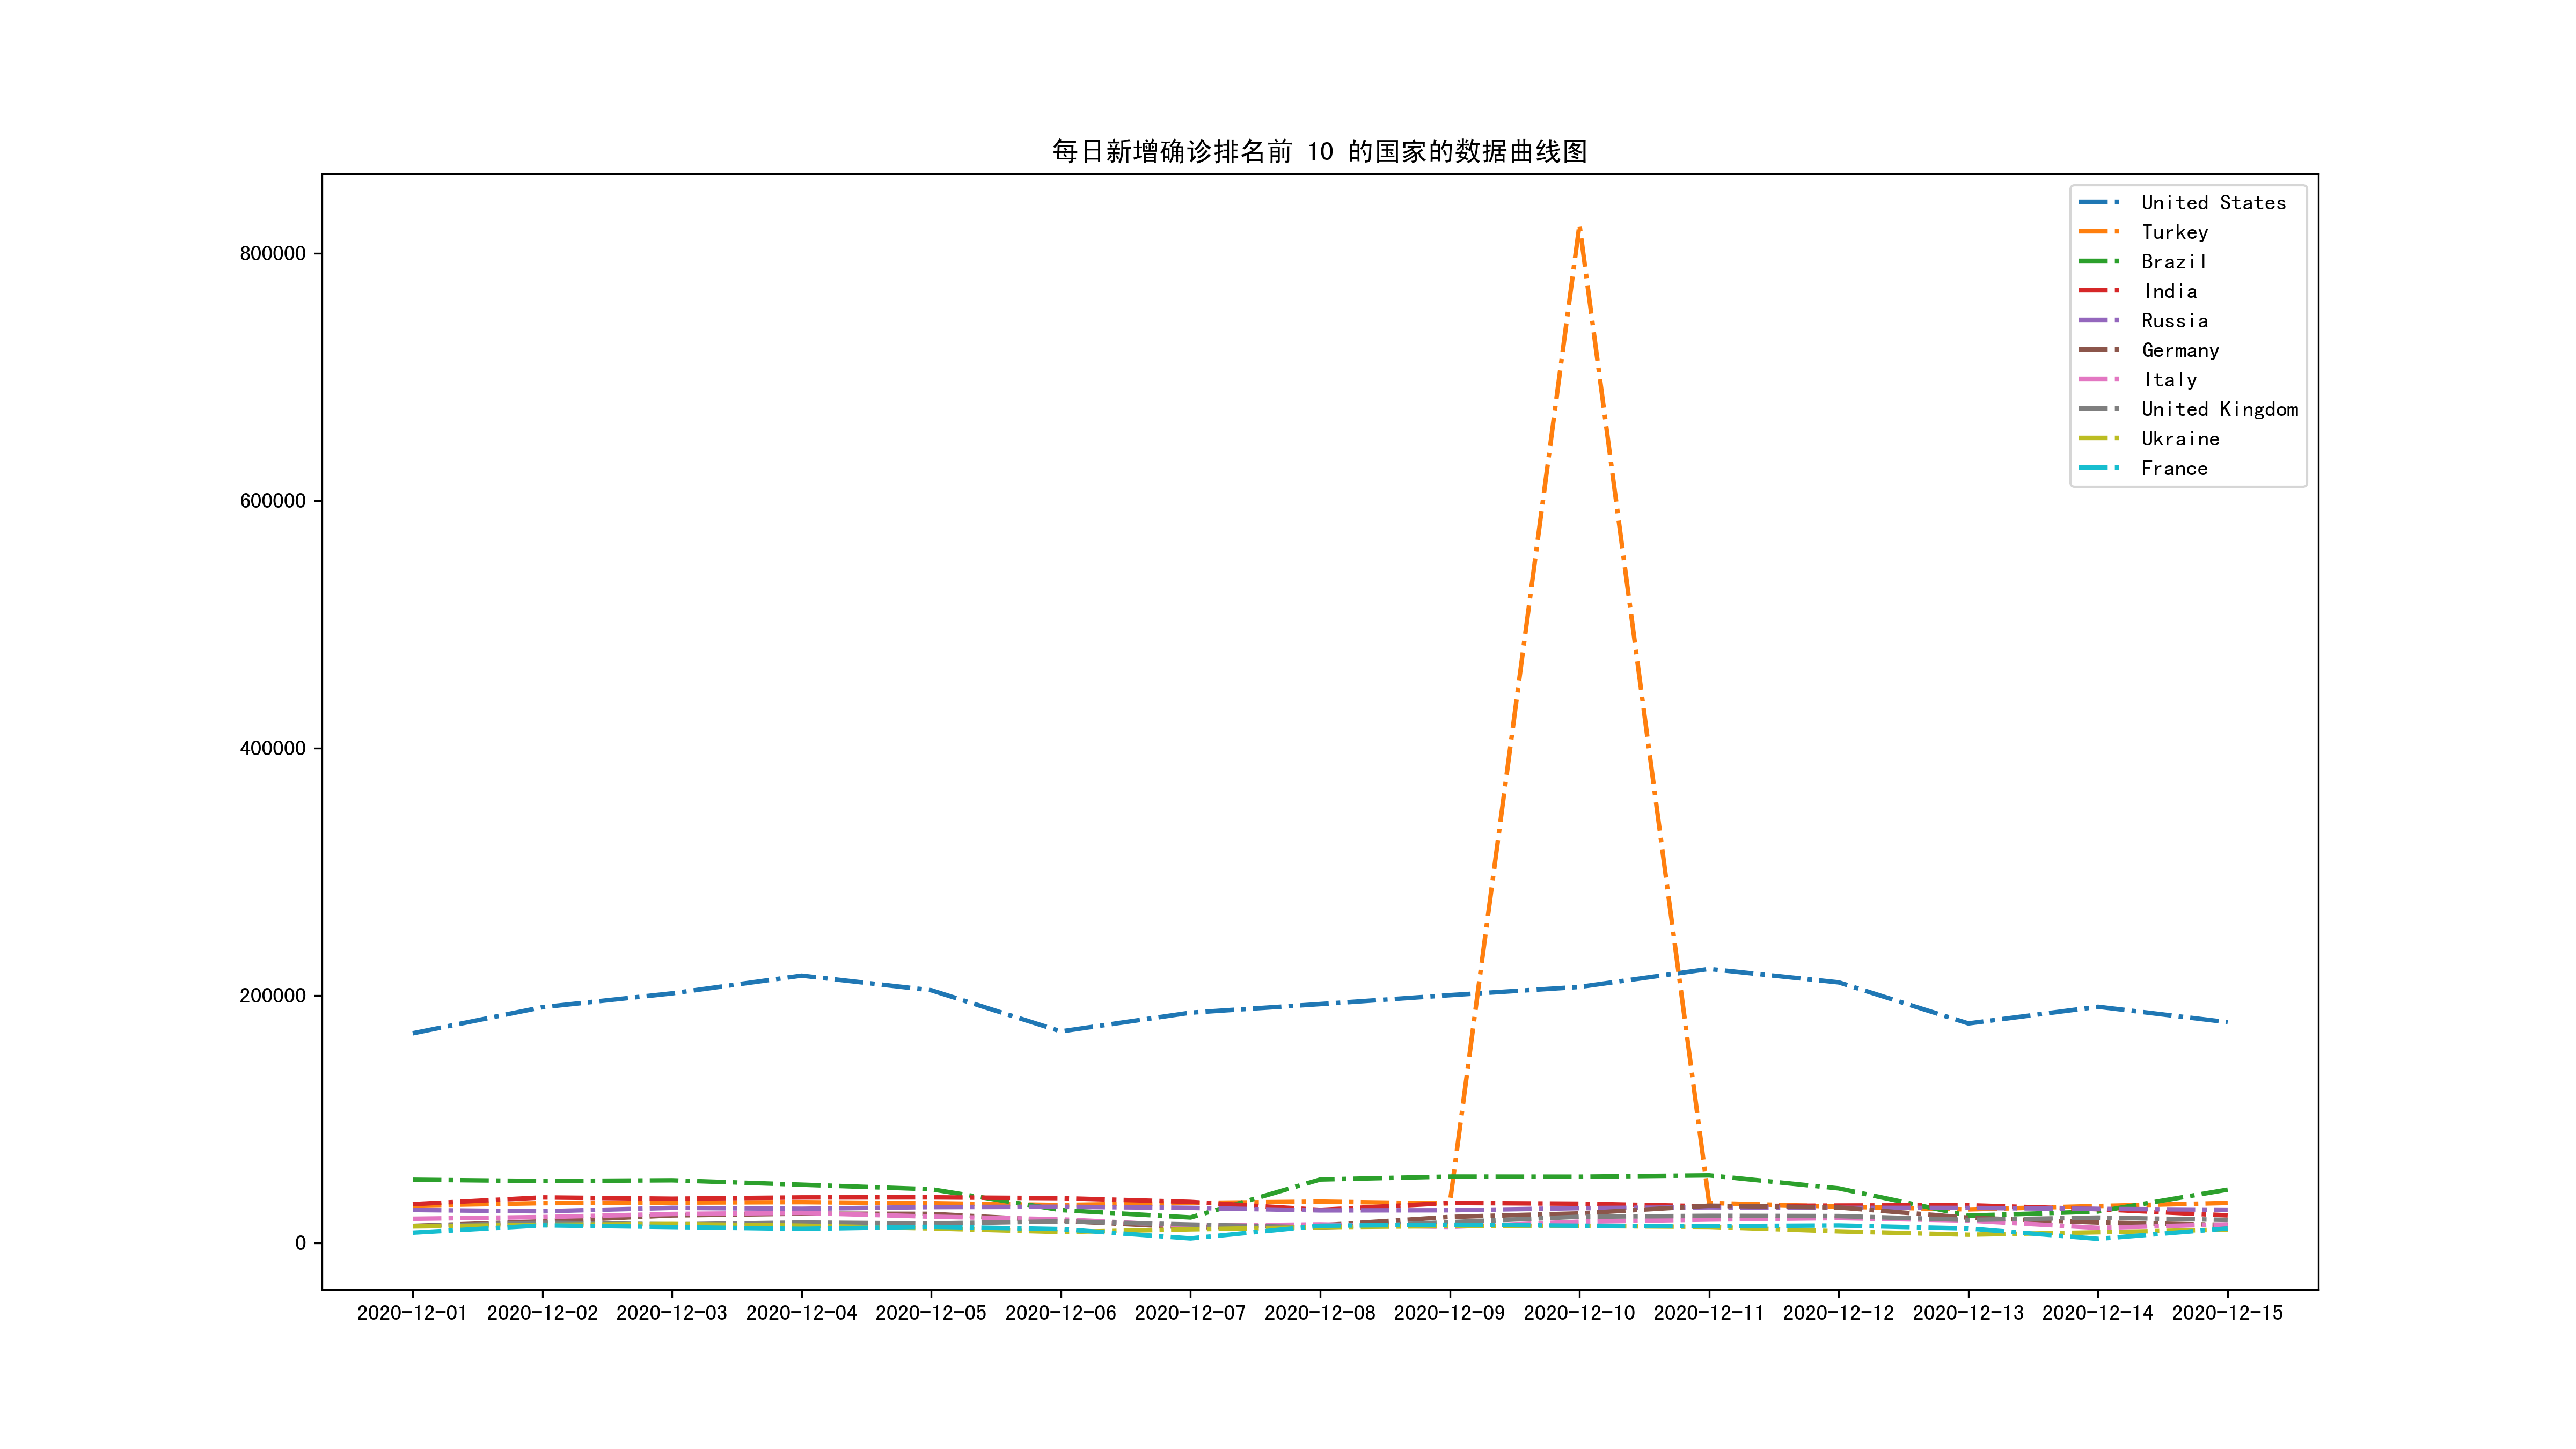 每日新增确诊排名前 10 的国家的数据曲线图
United States
Turkey
Brazil
India
Russia
Germany
Italy
United Kingdom
Ukraine
France
800000
600000
400000
200000
0
2020-12-01 2020-12-02 2020-12-03 2020-12-04 2020-12-05 2020-12-06 2020-12-07 2020-12-08 2020-12-09 2020-12-10 2020-12-11 2020-12-12 2020-12-13 2020-12-14 2020-12-15